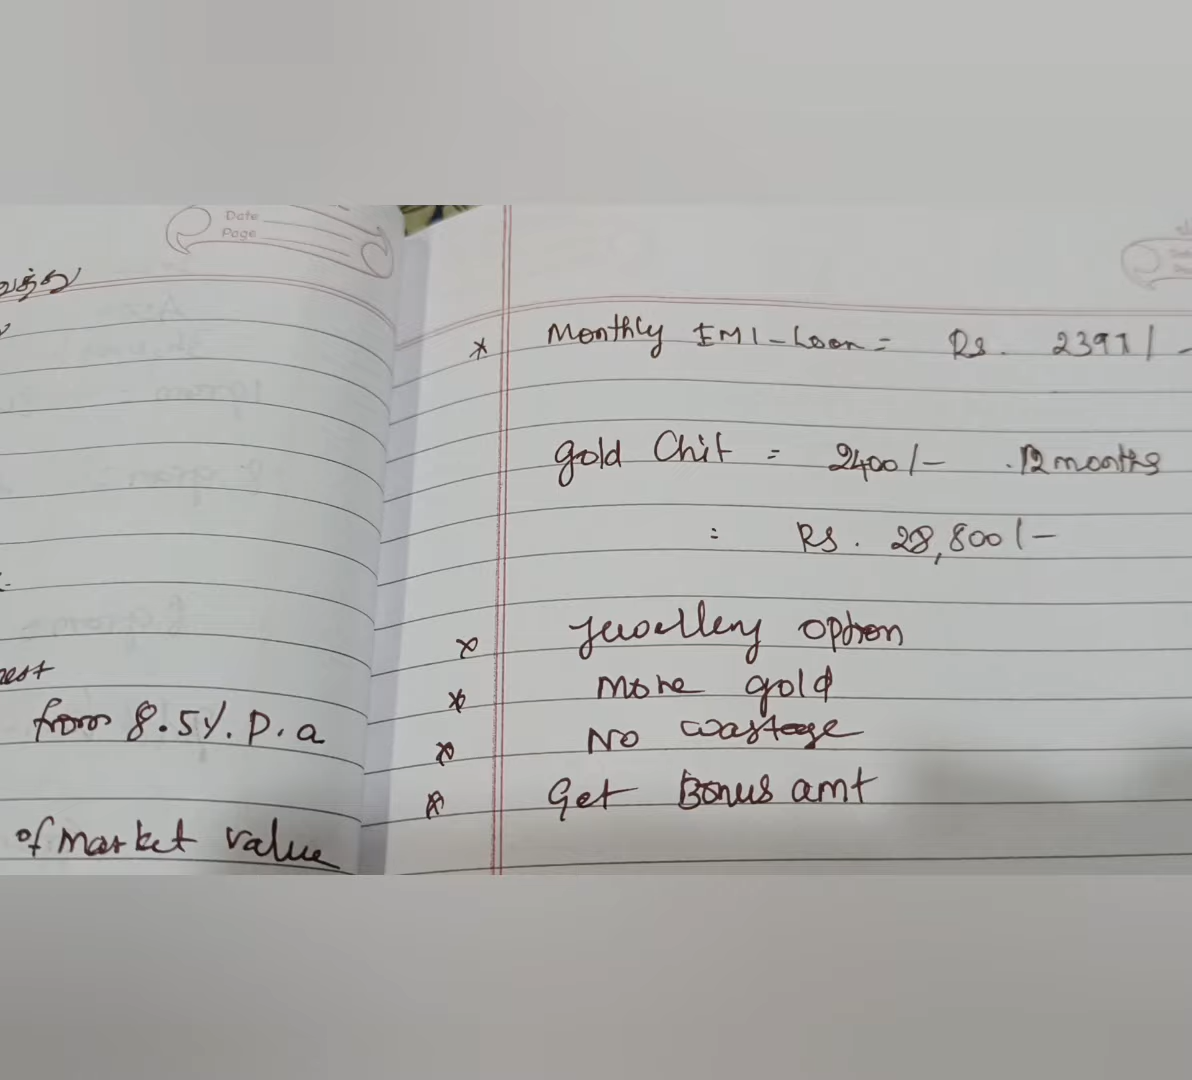 Date
Page
from 8.5%.P.a
of market value
* Monthly EMI-Loan = Rs. 2391/-
gold Chit = 2400/- .12 months
= Rs. 28,800/-
* jewellery option
* More gold
* No wastage
* Get Bonus amt